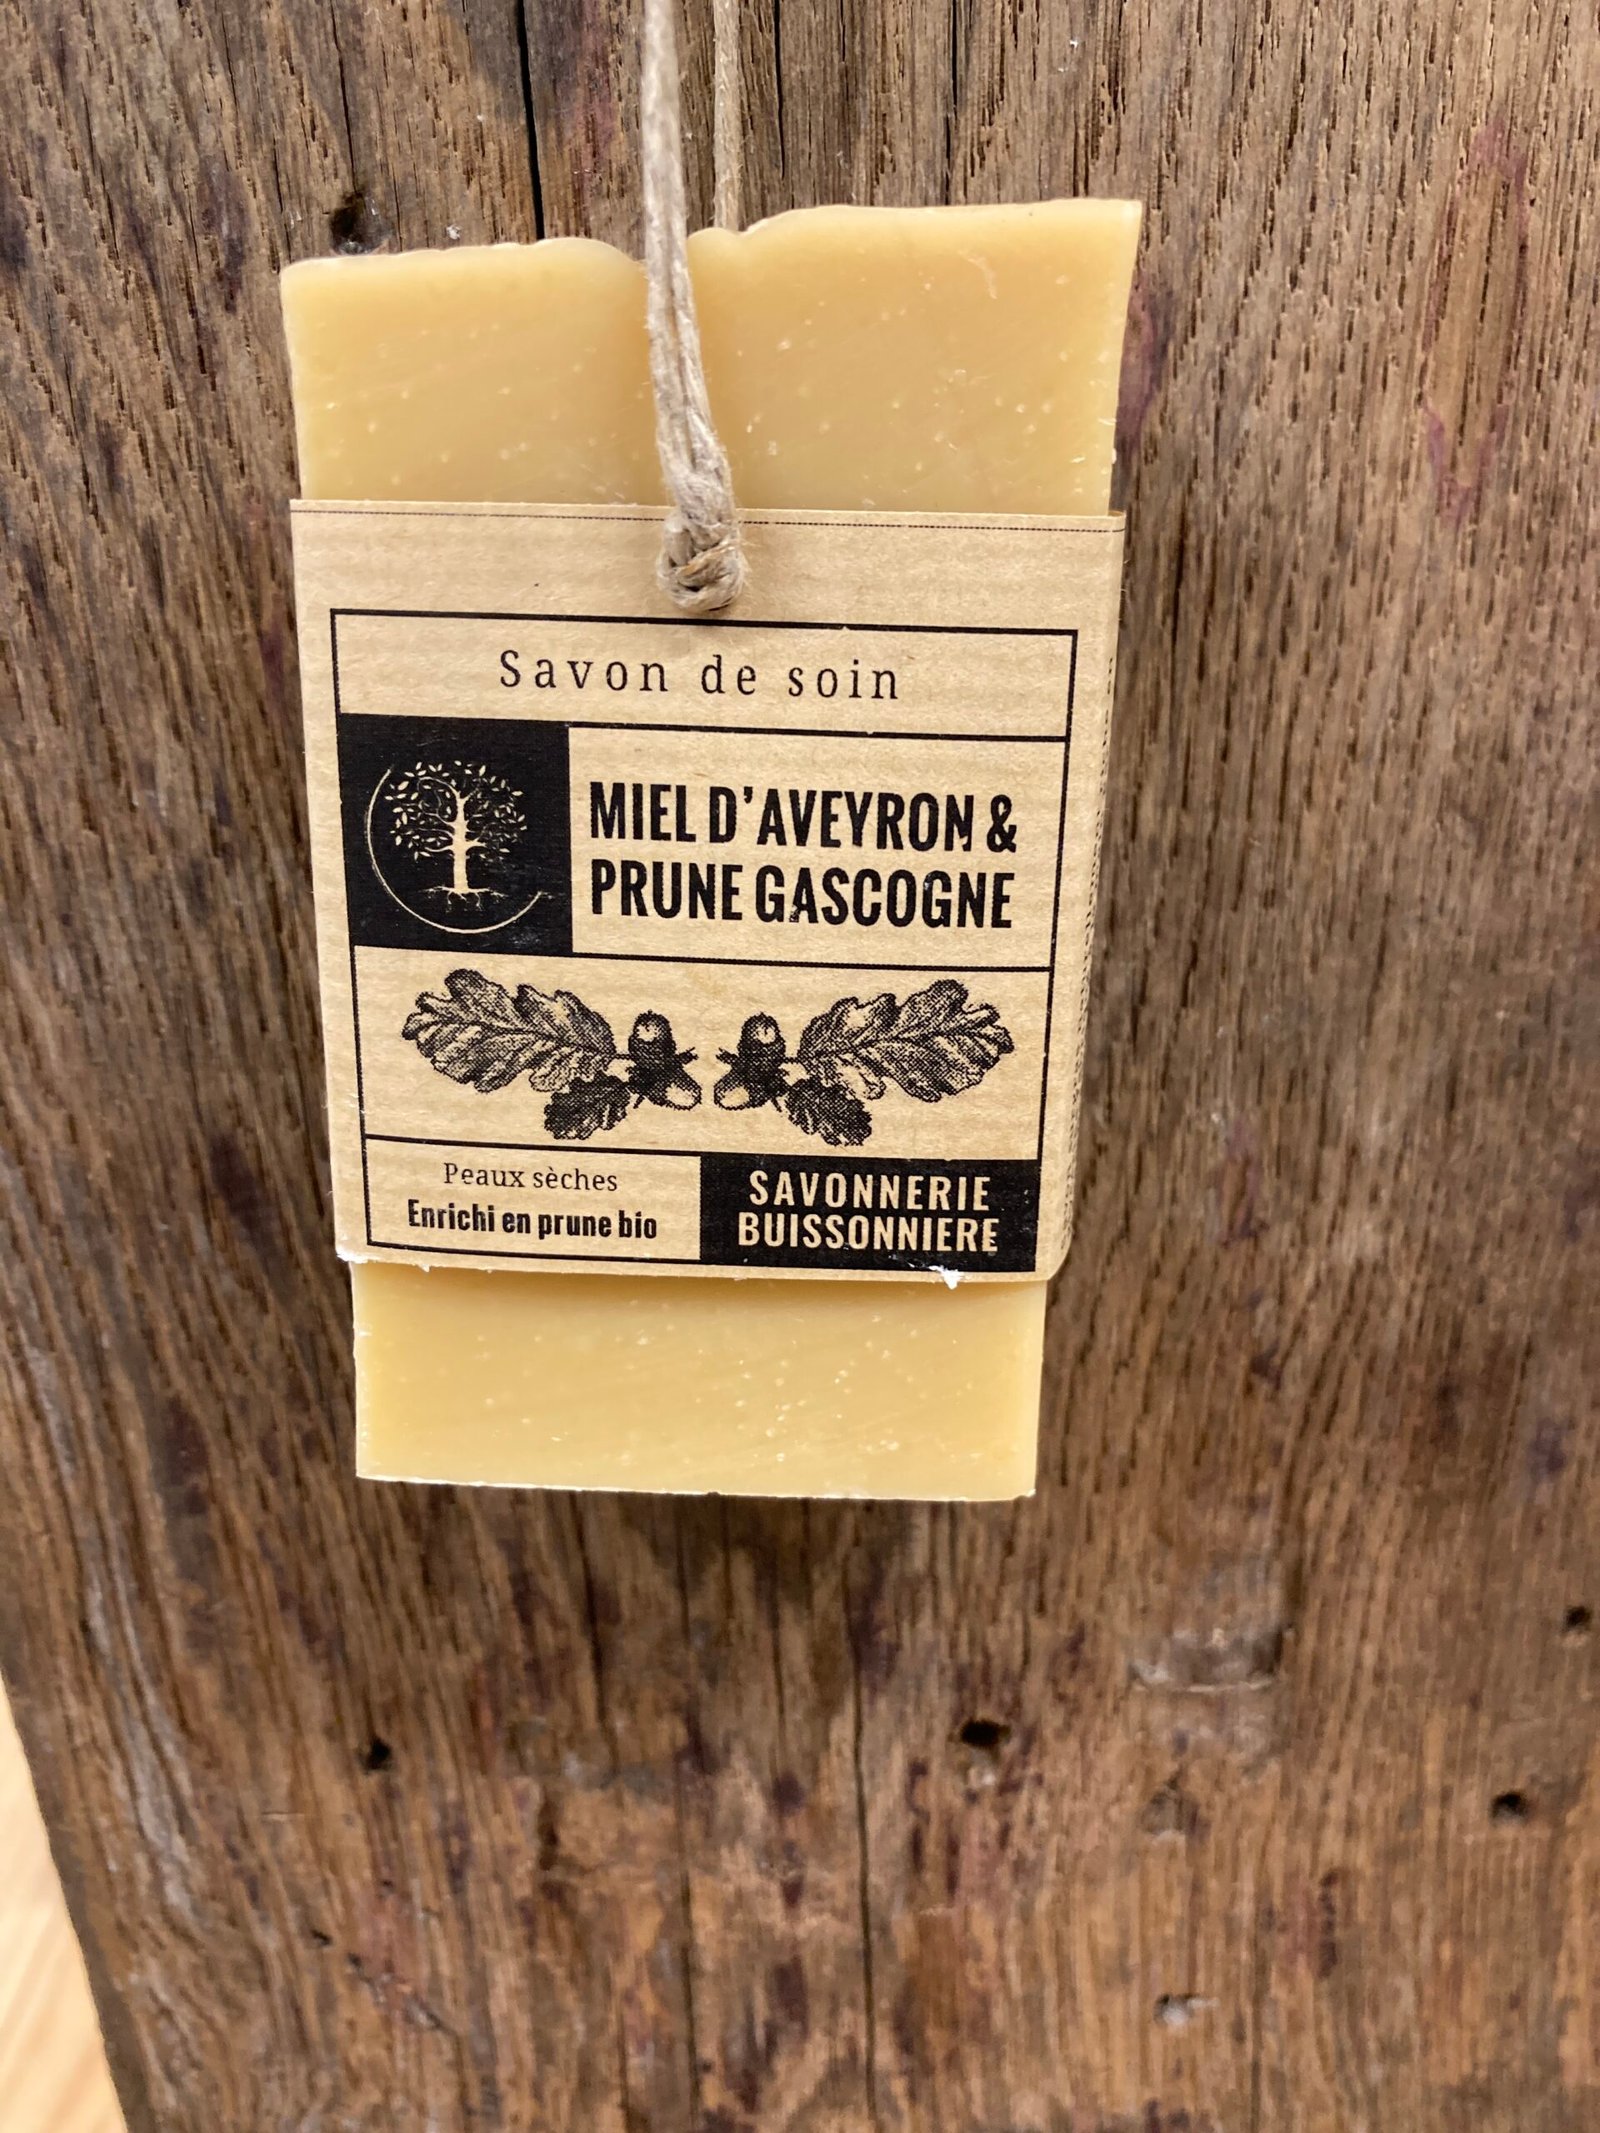 Savon de soin
MIEL D'AVEYRON &
PRUNE GASCOGNE
Peaux sèches
Enrichi en prune bio
SAVONNERIE
BUISSONNIERE